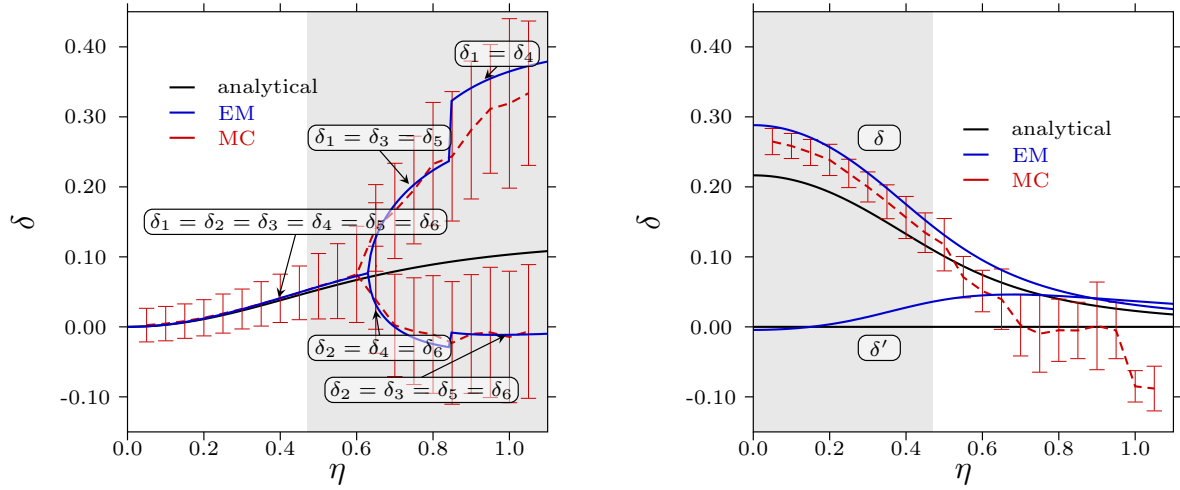 0.40
0.30
0.20
0.10
0.00
-0.10
δ
analytical
EM
MC
δ₁ = δ₄
δ₁ = δ₃ = δ₅
δ₁ = δ₂ = δ₃ = δ₄ = δ₅ = δ₆
δ₂ = δ₄ = δ₆
δ₂ = δ₃ = δ₅ = δ₆
0.0 0.2 0.4 0.6 0.8 1.0
η
0.40
0.30
0.20
0.10
0.00
-0.10
δ
δ
analytical
EM
MC
δ′
0.0 0.2 0.4 0.6 0.8 1.0
η